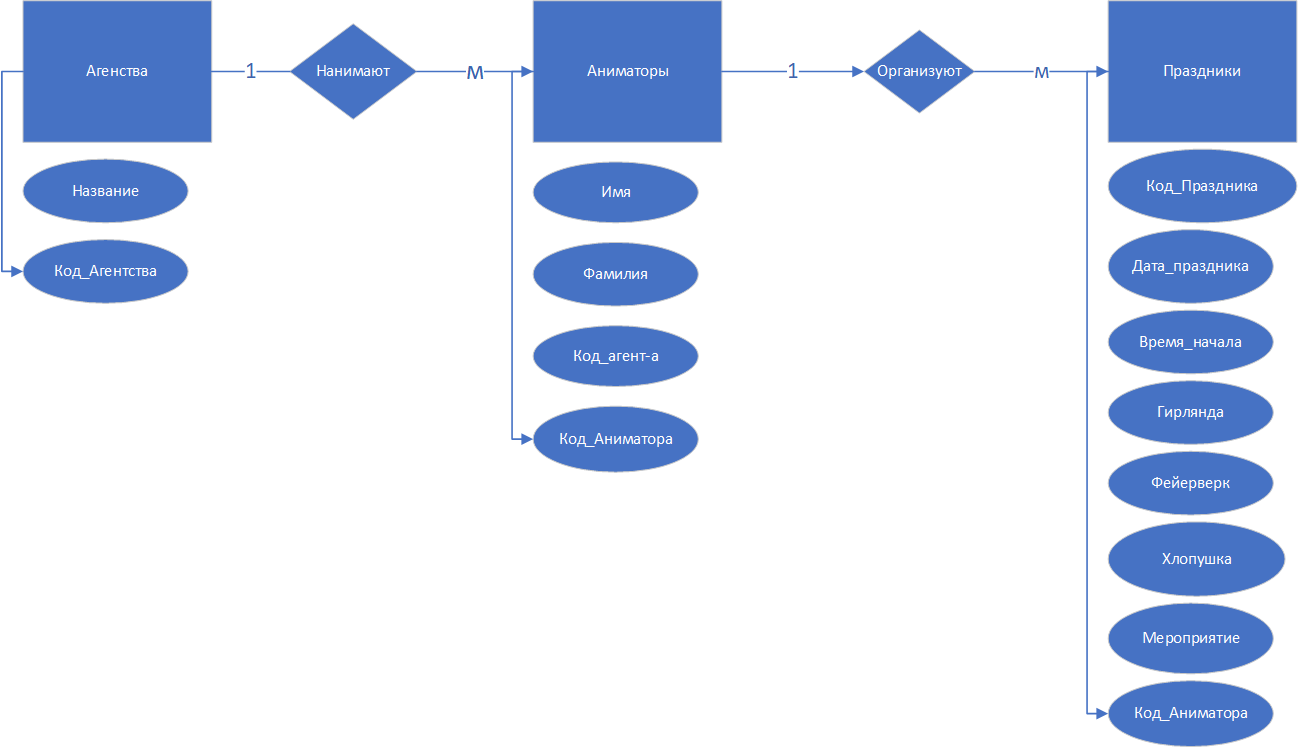 Агенства
1
Нанимают
М
Аниматоры
1
Организуют
М
Праздники
Название
Код_Агентства
Имя
Фамилия
Код_агент-а
Код_Аниматора
Код_Праздника
Дата_праздника
Время_начала
Гирлянда
Фейерверк
Хлопушка
Мероприятие
Код_Аниматора